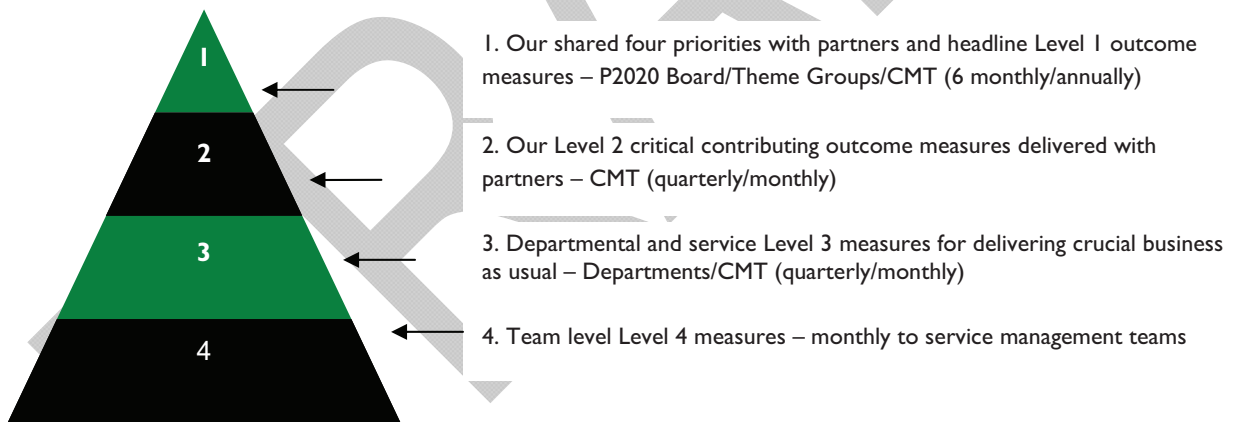 1
1. Our shared four priorities with partners and headline Level 1 outcome
measures – P2020 Board/Theme Groups/CMT (6 monthly/annually)
2
2. Our Level 2 critical contributing outcome measures delivered with
partners – CMT (quarterly/monthly)
3
3. Departmental and service Level 3 measures for delivering crucial business
as usual – Departments/CMT (quarterly/monthly)
4
4. Team level Level 4 measures – monthly to service management teams